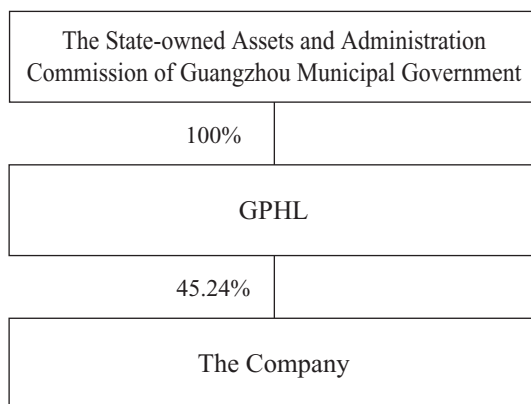 The State-owned Assets and Administration
Commission of Guangzhou Municipal Government
100%
GPHL
45.24%
The Company